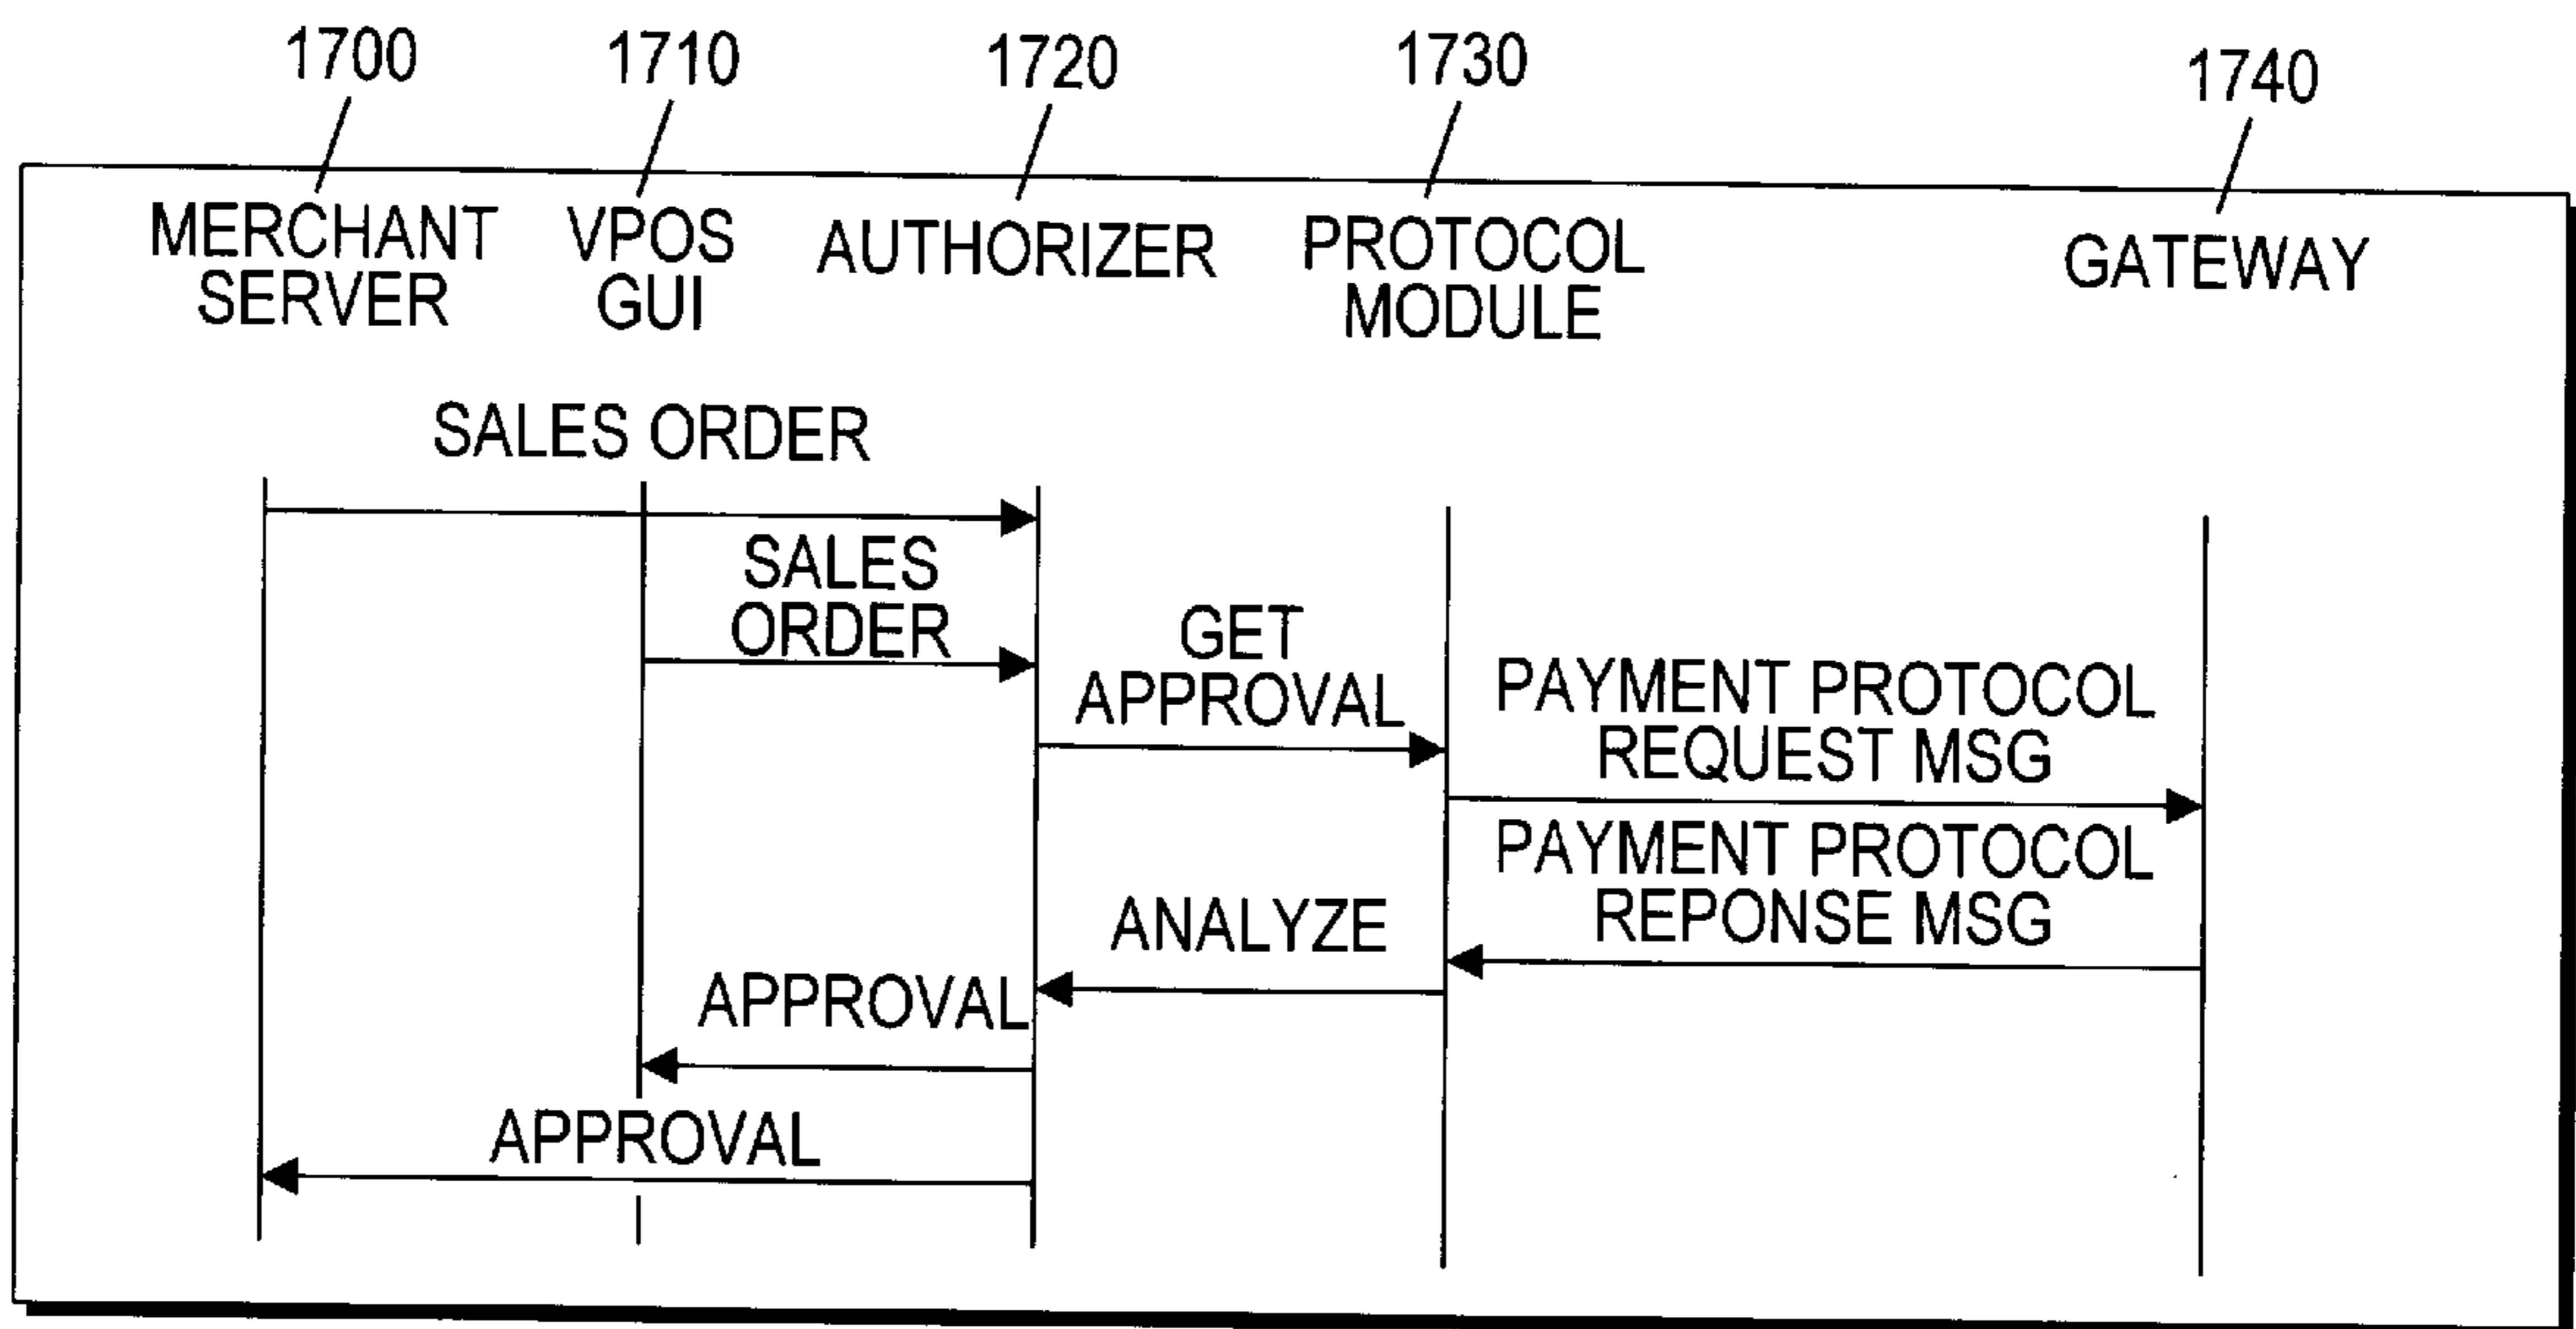 1700 1710 1720 1730 1740
MERCHANT SERVER
VPOS GUI
AUTHORIZER
PROTOCOL MODULE
GATEWAY
SALES ORDER
SALES
ORDER
GET
APPROVAL
PAYMENT PROTOCOL
REQUEST MSG
PAYMENT PROTOCOL
REPONSE MSG
ANALYZE
APPROVAL
APPROVAL